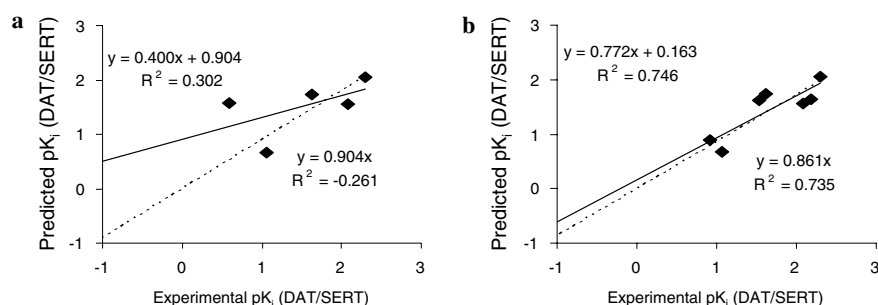 a
3
2
1
0
-1
Predicted pKi (DAT/SERT)
y = 0.400x + 0.904
R² = 0.302
y = 0.904x
R² = -0.261
-1 0 1 2 3
Experimental pKi (DAT/SERT)
b
3
2
1
0
-1
Predicted pKi (DAT/SERT)
y = 0.772x + 0.163
R² = 0.746
y = 0.861x
R² = 0.735
-1 0 1 2 3
Experimental pKi (DAT/SERT)